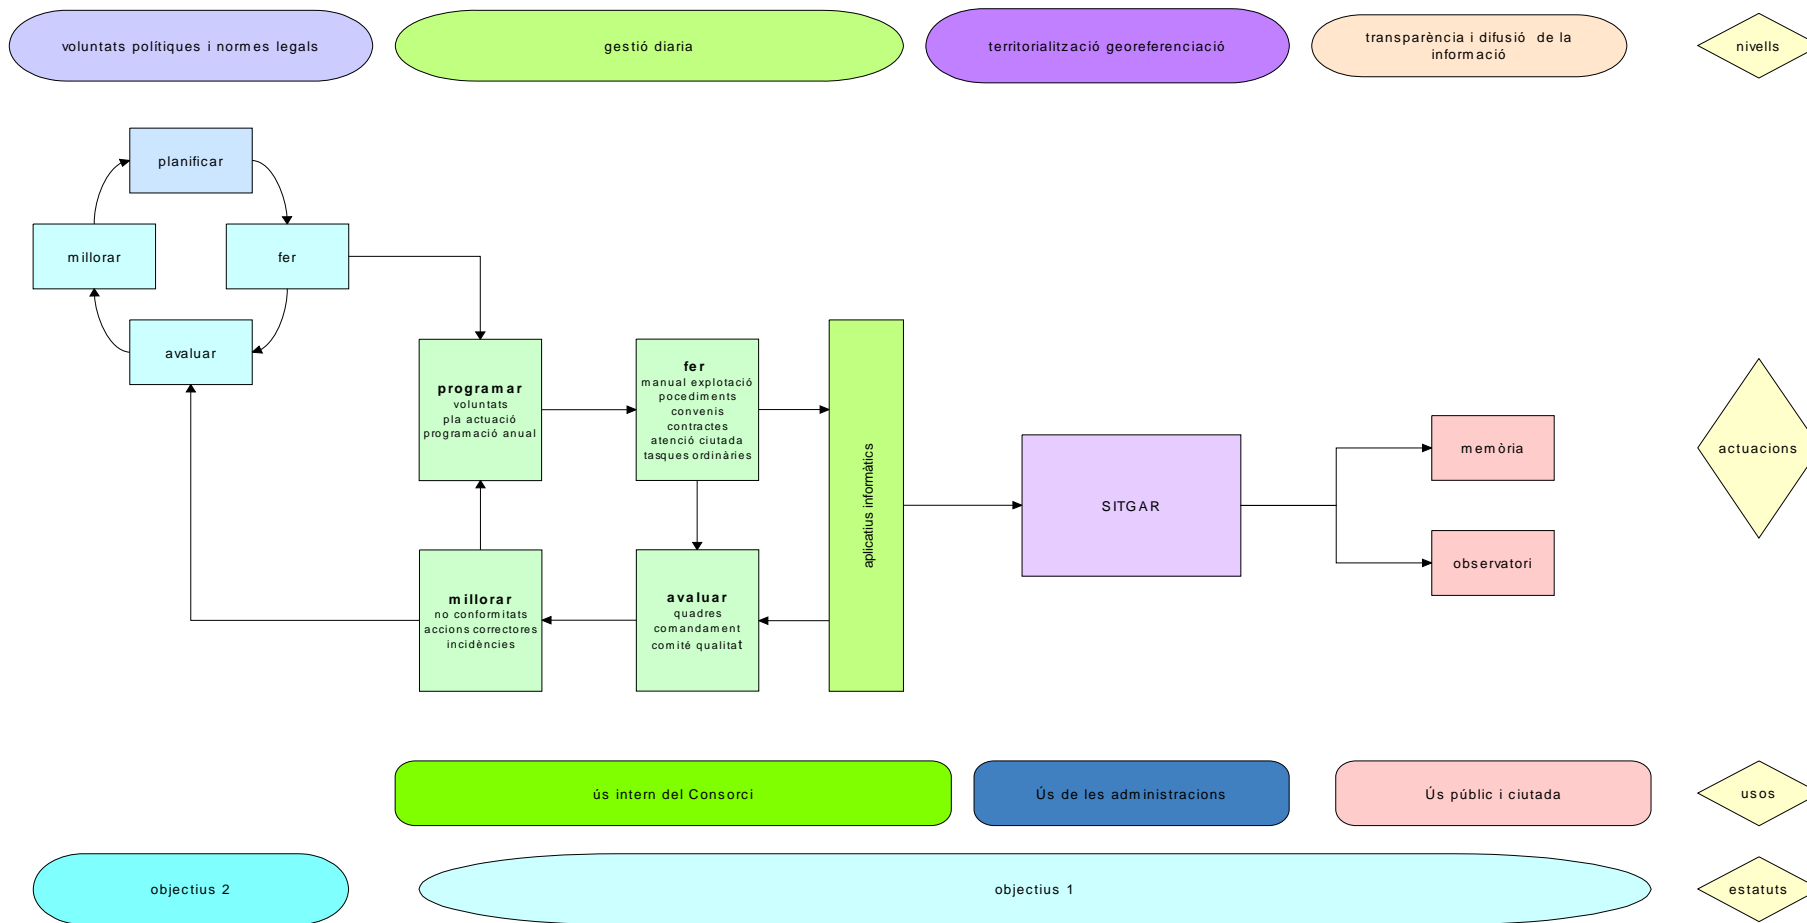 voluntats polítiques i normes legals
gestió diaria
territorialització georeferenciació
transparència i difusió de la
informació
nivells
planificar
millorar
fer
avaluar
programar
voluntats
pla actuació
programació anual
fer
manual explotació
pocediments
convenis
contractes
atenció ciutada
tasques ordinàries
aplicatius informàtics
SITGAR
memòria
observatori
actuacions
millorar
no conformitats
accions correctores
incidències
avaluar
quadres
comandament
comité qualitat
ús intern del Consorci
Ús de les administracions
Ús públic i ciutada
usos
objectius 2
objectius 1
estatuts